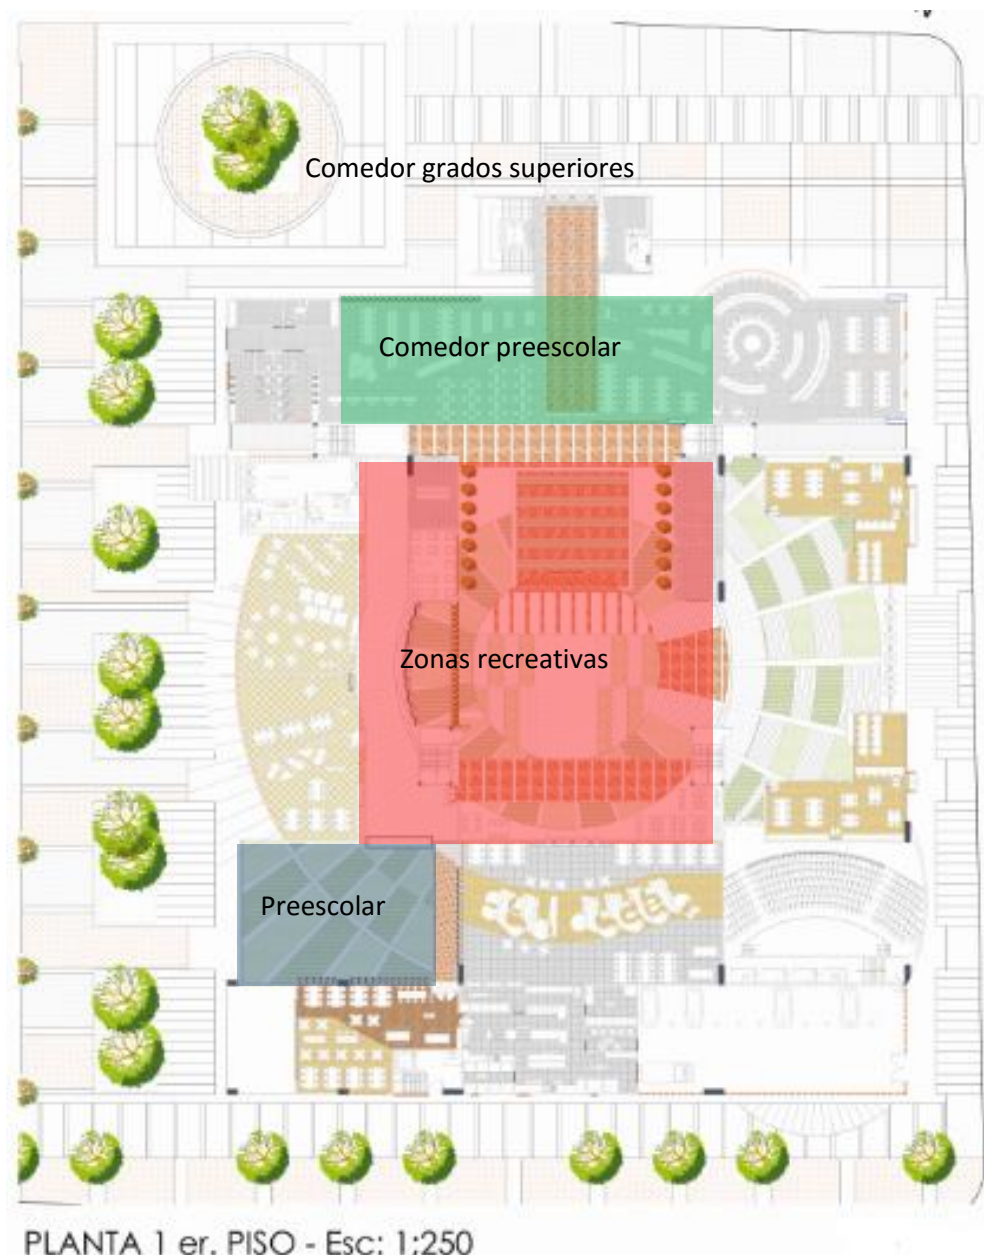 Comedor grados superiores
Comedor preescolar
Zonas recreativas
Preescolar
PLANTA 1 er. PISO - Esc: 1:250